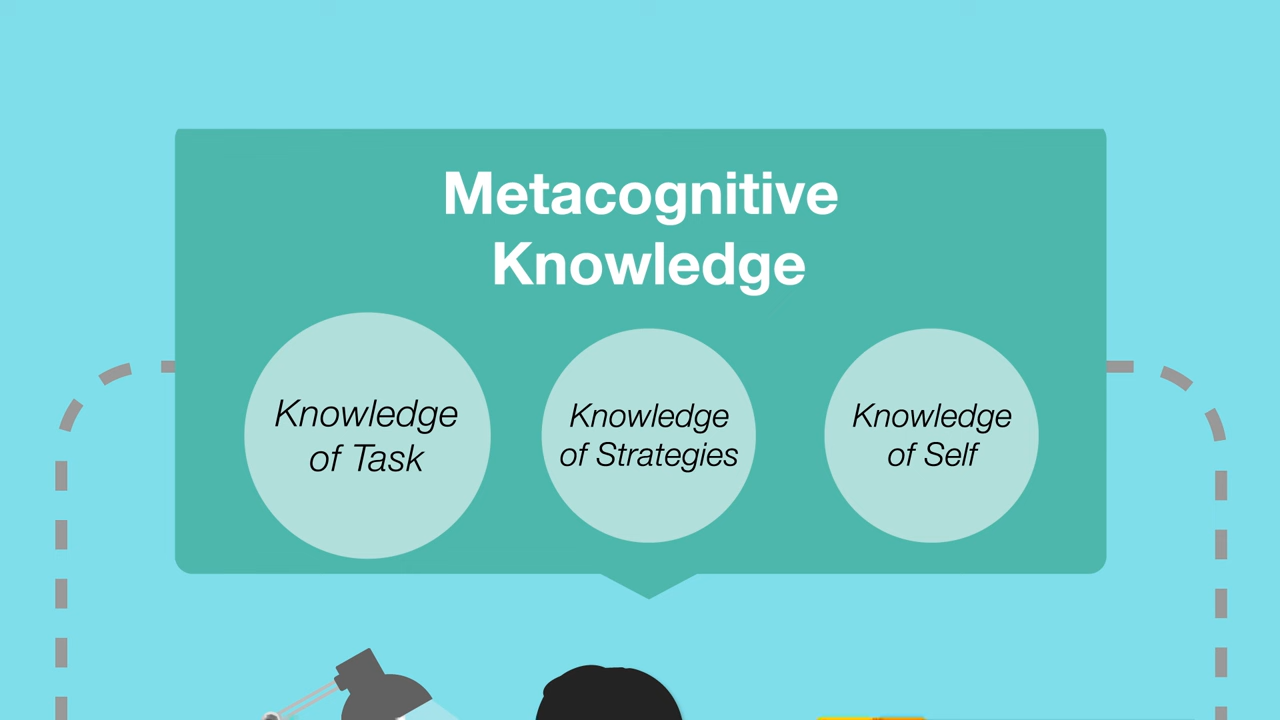 Metacognitive
Knowledge
Knowledge
of Task
Knowledge
of Strategies
Knowledge
of Self